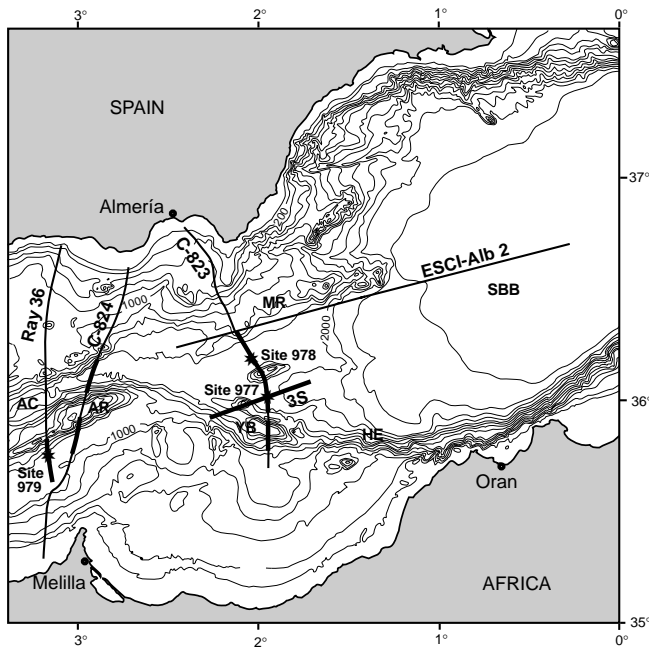 3° 2° 1° 0°
SPAIN
37°
Almería
200
C-823
ESCI-Alb 2
Ray 36
C-824
1000
MR
SBB
2000
Site 978
Site 977
3S
AC
AR
36°
YB
HE
1000
Site
979
Oran
Melilla
AFRICA
35°
3° 2° 1° 0°